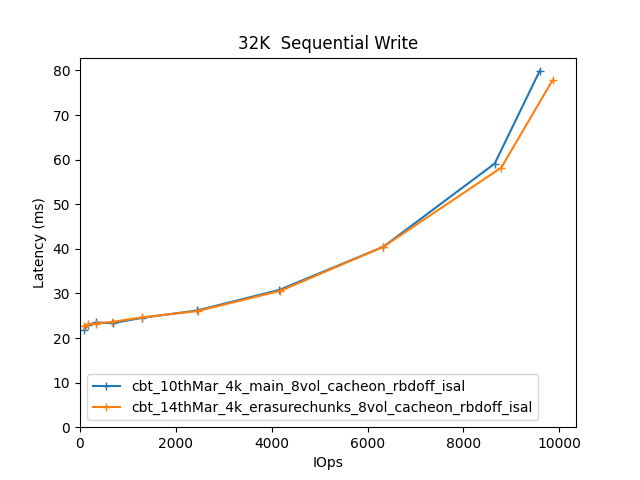 32K  Sequential Write
80
70
60
50
40
30
20
10
0
Latency (ms)
cbt_10thMar_4k_main_8vol_cacheon_rbdoff_isal
cbt_14thMar_4k_erasurechunks_8vol_cacheon_rbdoff_isal
0 2000 4000 6000 8000 10000
IOps